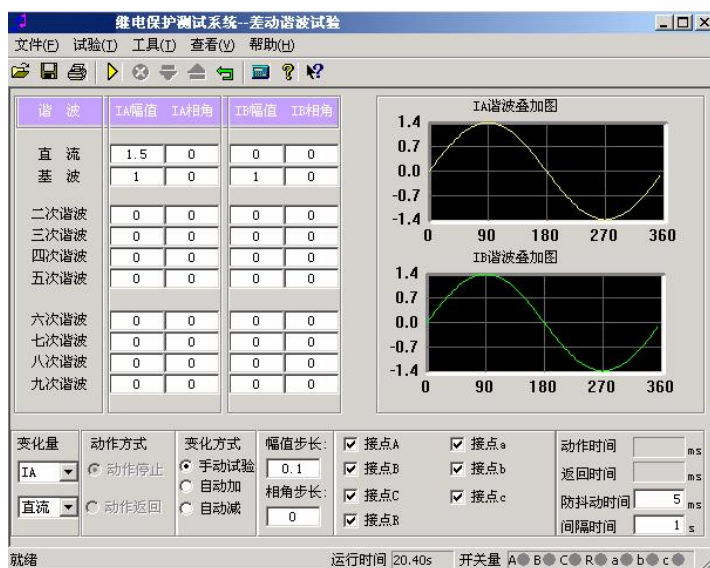 继电保护测试系统--差动谐波试验
文件(F) 试验(T) 工具(T) 查看(V) 帮助(H)
谐 波 IA幅值 IA相角 IB幅值 IB相角
直 流 1.5 0 0 0
基 波 1 0 1 0
二次谐波 0 0 0 0
三次谐波 0 0 0 0
四次谐波 0 0 0 0
五次谐波 0 0 0 0
六次谐波 0 0 0 0
七次谐波 0 0 0 0
八次谐波 0 0 0 0
九次谐波 0 0 0 0
IA谐波叠加图
1.4
0.7
0.0
-0.7
-1.4
0 90 180 270 360
IB谐波叠加图
1.4
0.7
0.0
-0.7
-1.4
0 90 180 270 360
变化量
IA
直流
动作方式
动作停止
动作返回
变化方式
手动试验
自动加
自动减
幅值步长:
0.1
相角步长:
0
接点A 接点a
接点B 接点b
接点C 接点c
接点R
动作时间 ms
返回时间 ms
防抖动时间 5 ms
间隔时间 1 s
就绪 运行时间 20.40s 开关量 A B C R a b c